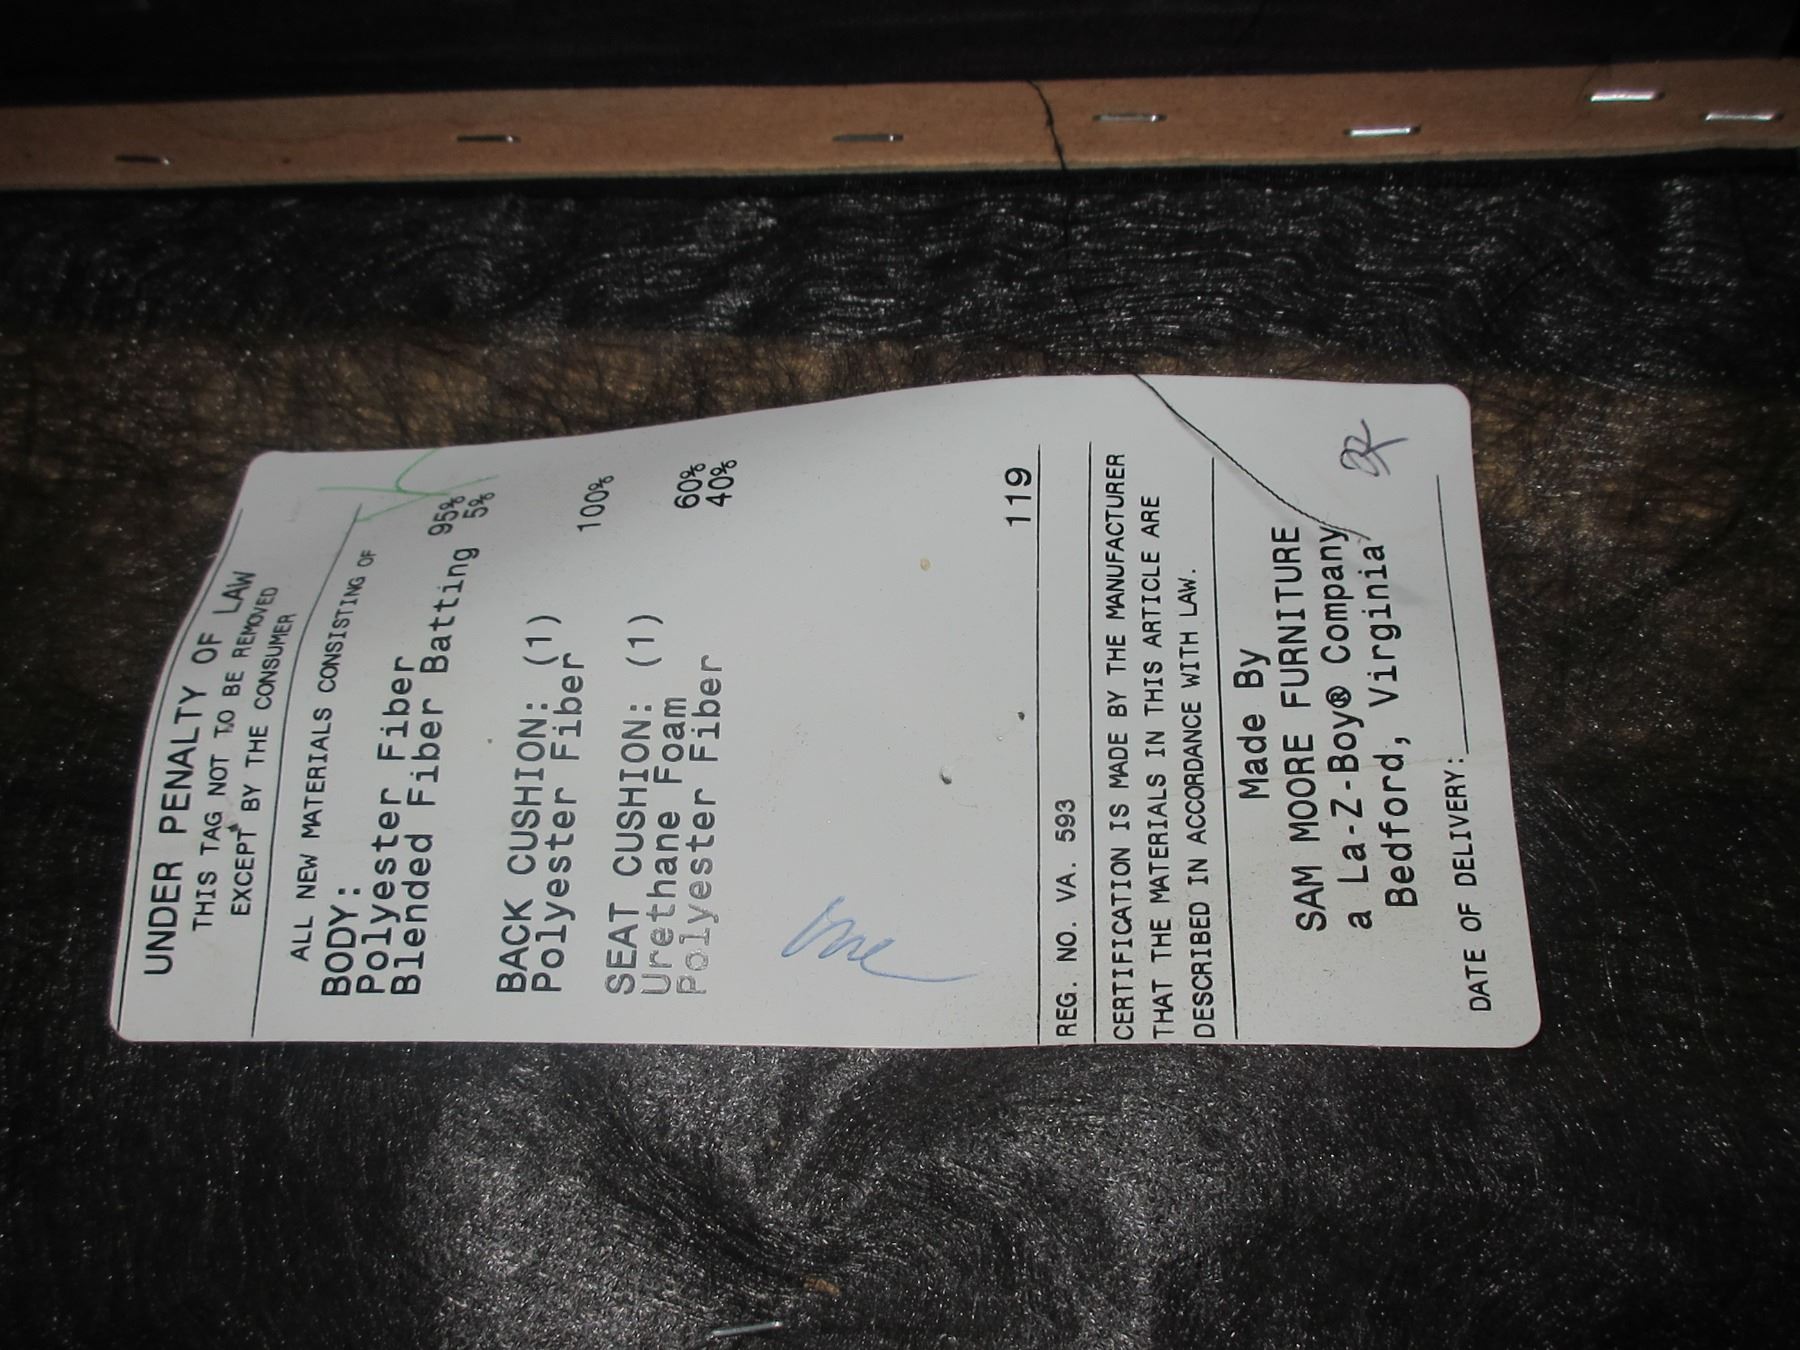 UNDER PENALTY OF LAW
THIS TAG NOT TO BE REMOVED
EXCEPT BY THE CONSUMER
ALL NEW MATERIALS CONSISTING OF
BODY:
Polyester Fiber 95%
Blended Fiber Batting 5%
BACK CUSHION: (1)
Polyester Fiber 100%
SEAT CUSHION: (1)
Urethane Foam 60%
Polyester Fiber 40%
119
REG. NO. VA. 593
CERTIFICATION IS MADE BY THE MANUFACTURER
THAT THE MATERIALS IN THIS ARTICLE ARE
DESCRIBED IN ACCORDANCE WITH LAW.
Made By
SAM MOORE FURNITURE
a La-Z-Boy® Company
Bedford, Virginia
DATE OF DELIVERY: